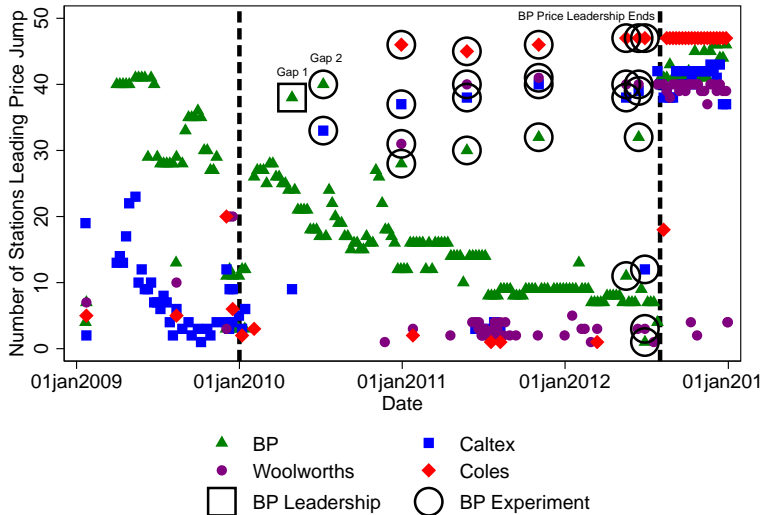 BP Price Leadership Ends
Gap 2
Gap 1
Number of Stations Leading Price Jump
50
40
30
20
10
0
01jan2009
01jan2010
01jan2011
01jan2012
01jan201
Date
BP
Caltex
Woolworths
Coles
BP Leadership
BP Experiment